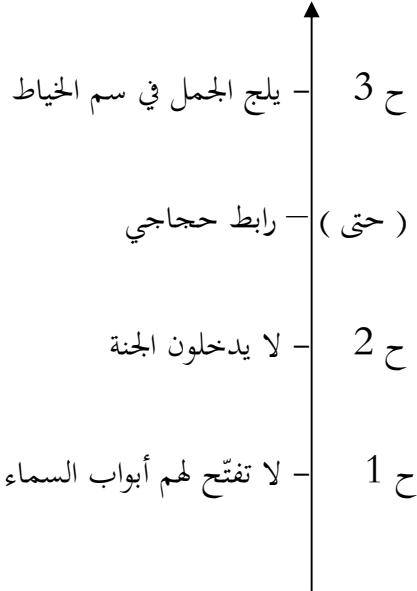 ح 3 – يلج الجمل في سم الخياط
( حتى ) – رابط حجاجي
ح 2 – لا يدخلون الجنة
ح 1 – لا تفتّح لهم أبواب السماء